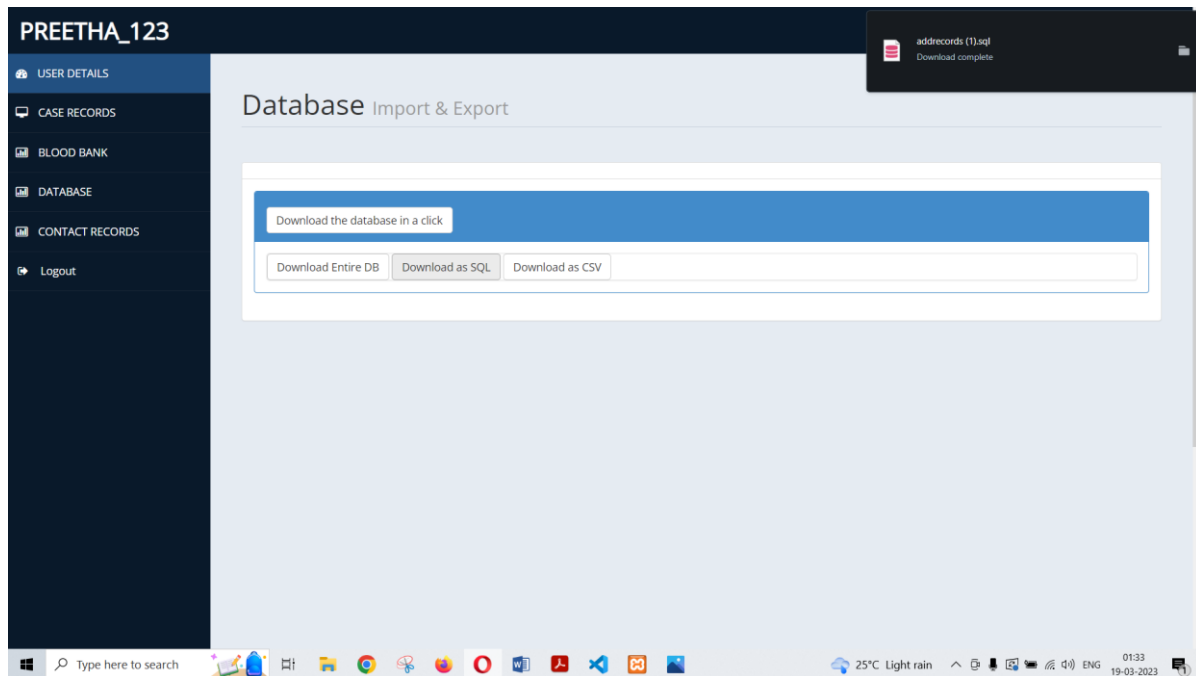 PREETHA_123
addrecords (1).sql
Download complete
USER DETAILS
CASE RECORDS
BLOOD BANK
DATABASE
CONTACT RECORDS
Logout
Database Import & Export
Download the database in a click
Download Entire DB Download as SQL Download as CSV
Type here to search
25°C Light rain ENG 01:33
19-03-2023